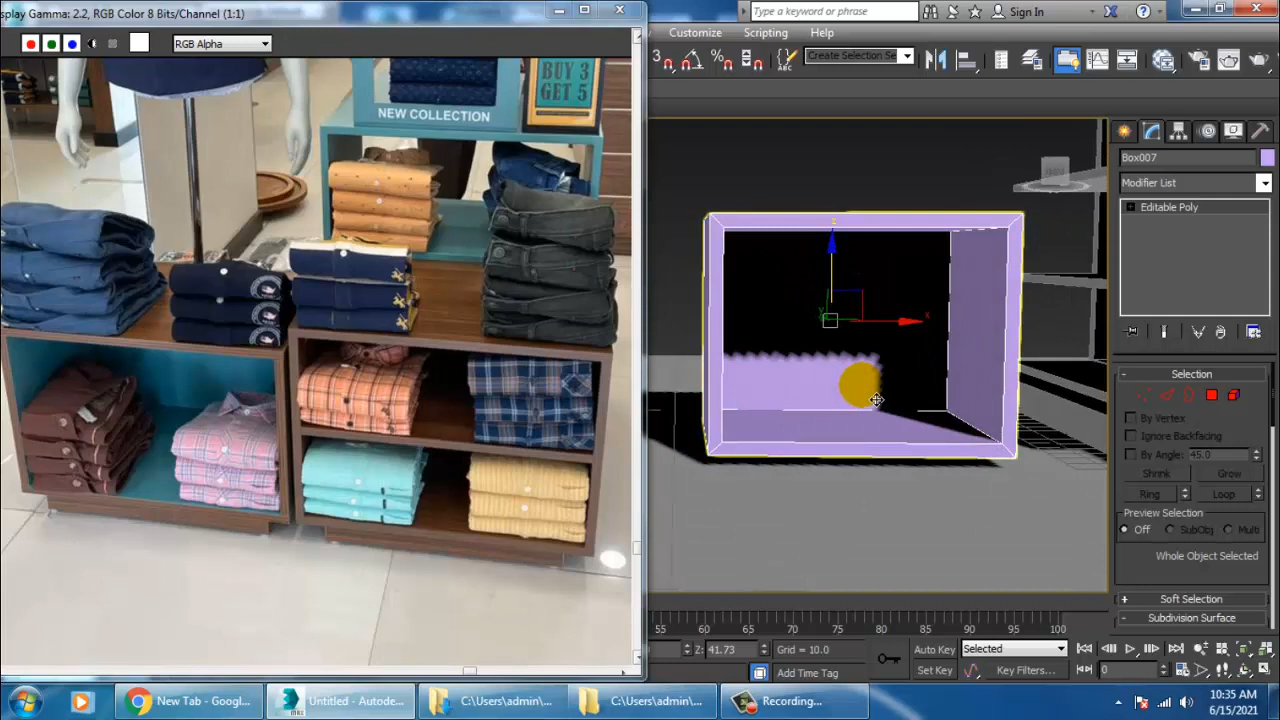 splay Gamma: 2.2, RGB Color 8 Bits/Channel (1:1)
RGB Alpha
BUY 3
GET 5
NEW COLLECTION
Type a keyword or phrase
Sign In
Customize
Scripting
Help
3
%
ABC
Create Selection Se
Box007
Modifier List
Editable Poly
- Selection
By Vertex
Ignore Backfacing
By Angle: 45.0
Shrink
Grow
Ring
Loop
Preview Selection
Off
SubObj
Multi
Whole Object Selected
+ Soft Selection
- Subdivision Surface
z
x
y
55 60 65 70 75 80 85 90 95 100
Z: 41.73
Grid = 10.0
Add Time Tag
Auto Key
Selected
Set Key
Key Filters...
0
New Tab - Googl...
Untitled - Autode...
C:\Users\admin\...
C:\Users\admin\...
Recording...
10:35 AM
6/15/2021